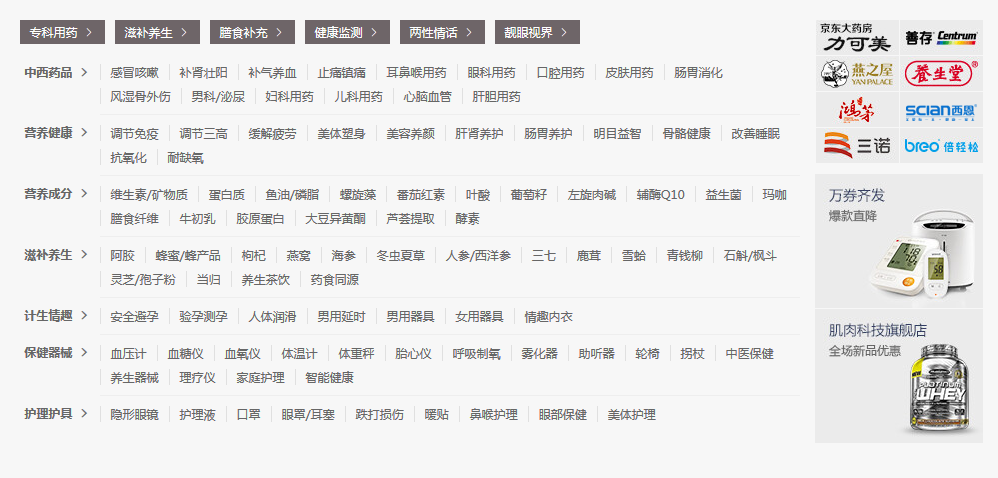 专科用药 滋补养生 膳食补充 健康监测 两性情话 靓眼视界
中西药品 感冒咳嗽 补肾壮阳 补气养血 止痛镇痛 耳鼻喉用药 眼科用药 口腔用药 皮肤用药 肠胃消化
风湿骨外伤 男科/泌尿 妇科用药 儿科用药 心脑血管 肝胆用药
营养健康 调节免疫 调节三高 缓解疲劳 美体塑身 美容养颜 肝肾养护 肠胃养护 明目益智 骨骼健康 改善睡眠
抗氧化 耐缺氧
营养成分 维生素/矿物质 蛋白质 鱼油/磷脂 螺旋藻 番茄红素 叶酸 葡萄籽 左旋肉碱 辅酶Q10 益生菌 玛咖
膳食纤维 牛初乳 胶原蛋白 大豆异黄酮 芦荟提取 酵素
滋补养生 阿胶 蜂蜜/蜂产品 枸杞 燕窝 海参 冬虫夏草 人参/西洋参 三七 鹿茸 雪蛤 青钱柳 石斛/枫斗
灵芝/孢子粉 当归 养生茶饮 药食同源
计生情趣 安全避孕 验孕测孕 人体润滑 男用延时 男用器具 女用器具 情趣内衣
保健器械 血压计 血糖仪 血氧仪 体温计 体重秤 胎心仪 呼吸制氧 雾化器 助听器 轮椅 拐杖 中医保健
养生器械 理疗仪 家庭护理 智能健康
护理护具 隐形眼镜 护理液 口罩 眼罩/耳塞 跌打损伤 暖贴 鼻喉护理 眼部保健 美体护理
京东大药房
力可美
善存 Centrum
燕之屋
YAN PALACE
養生堂
鸿茅
SCIAN西恩
三诺
breo 倍轻松
万券齐发
爆款直降
肌肉科技旗舰店
全场新品优惠
PLATINUM
WHEY